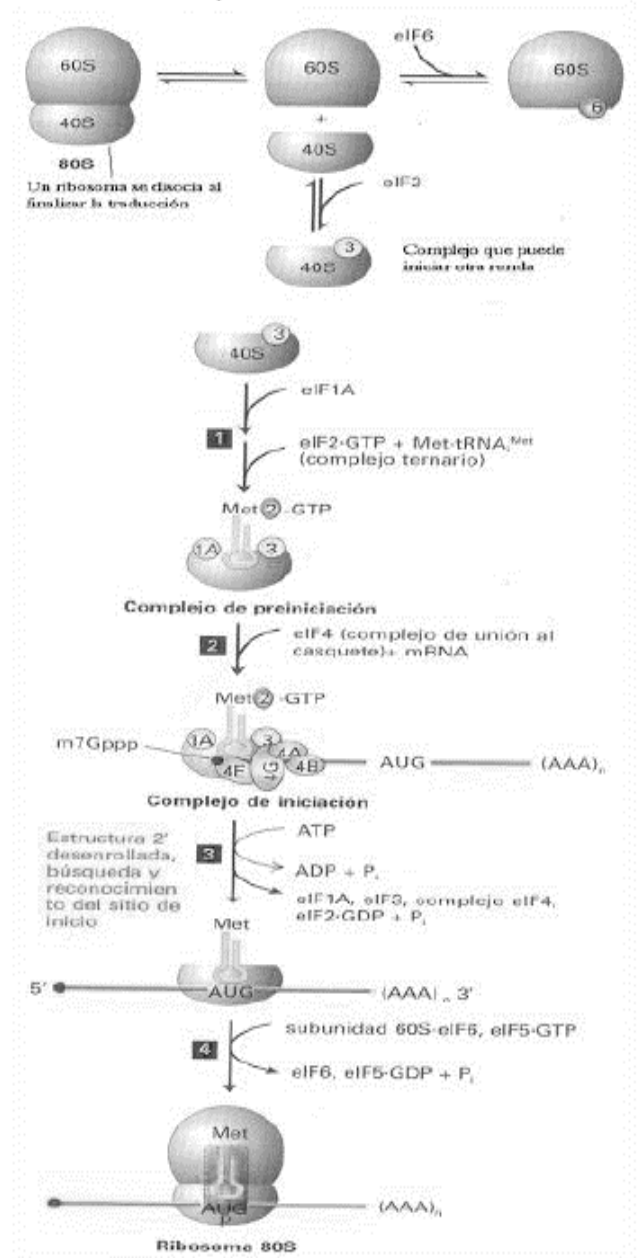 eIF6
60S
60S
60S
40S
+
6
40S
80S
Un ribosoma se disocia al
finalizar la traducción
eIF3
3
40S
Complejo que puede
iniciar otra ronda
3
40S
eIF1A
1
eIF2·GTP + Met-tRNAiMet
(complejo ternario)
Met 2 -GTP
1A
3
Complejo de preiniciación
2
eIF4 (complejo de unión al
casquete)+ mRNA
Met 2 -GTP
m7Gppp
1A
3
4A
4E
4G
4B
AUG
(AAA)n
Complejo de iniciación
Estructura 2'
desenrollada,
búsqueda y
reconocimien
to del sitio de
inicio
3
ATP
ADP + Pi
eIF1A, eIF3, complejo eIF4,
eIF2-GDP + Pi
Met
5'
AUG
(AAA)n 3'
4
subunidad 60S-eIF6, eIF5-GTP
eIF6, eIF5-GDP + Pi
Met
AUG
P
(AAA)n
Ribosoma 80S